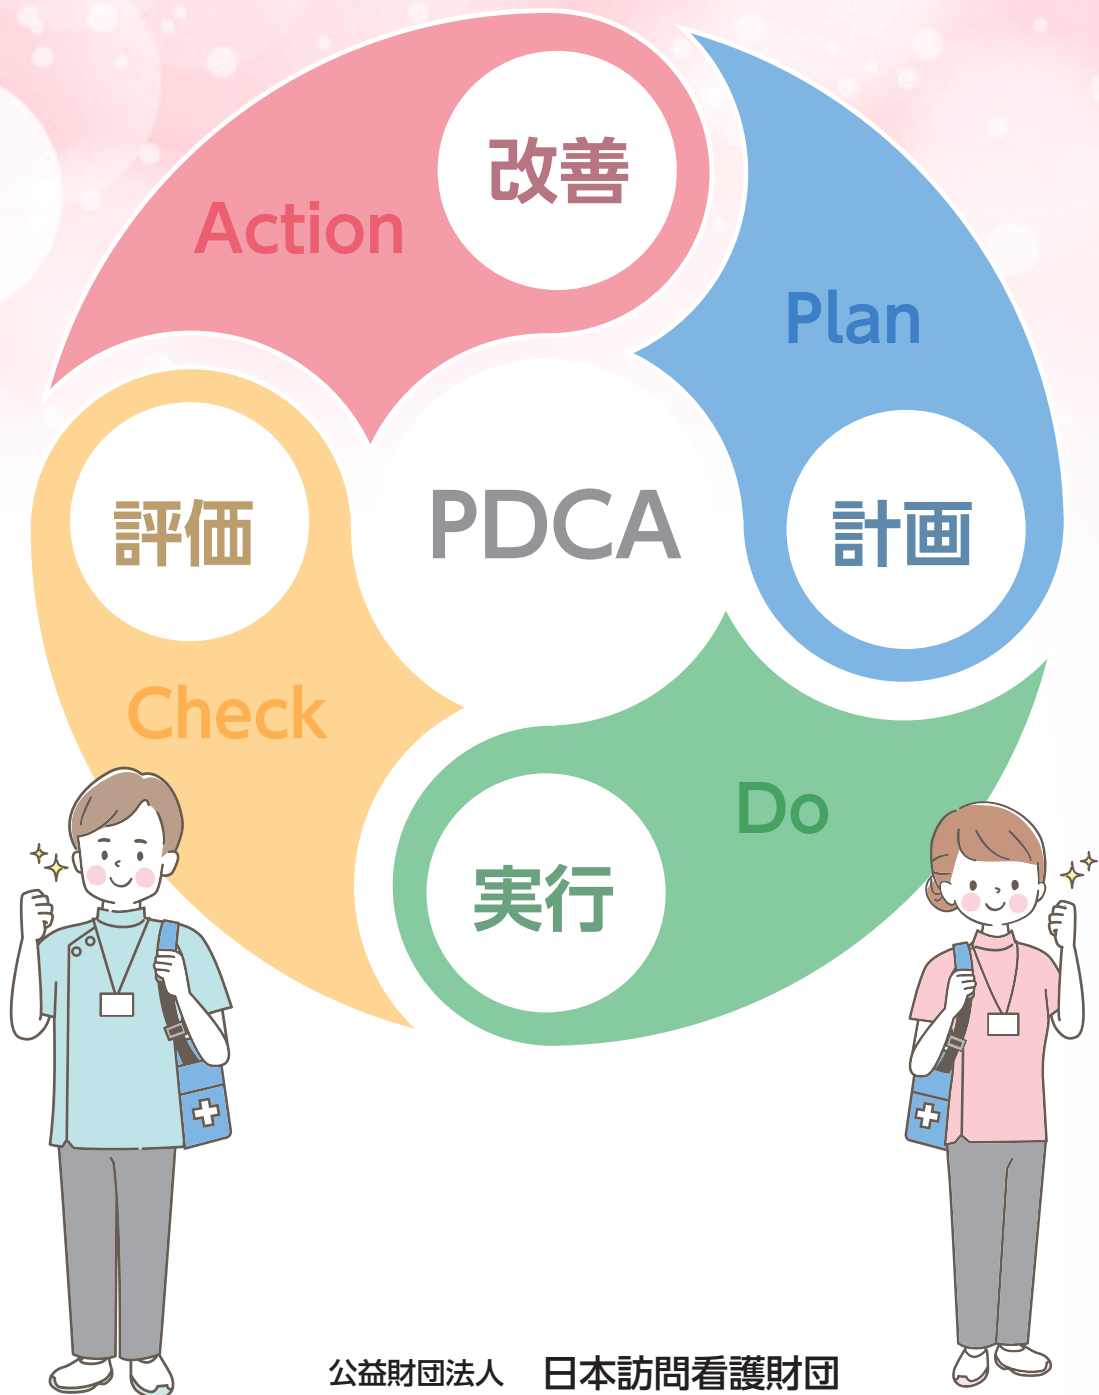 改善
Action
Plan
評価
PDCA
計画
Check
Do
実行
公益財団法人 日本訪問看護財団